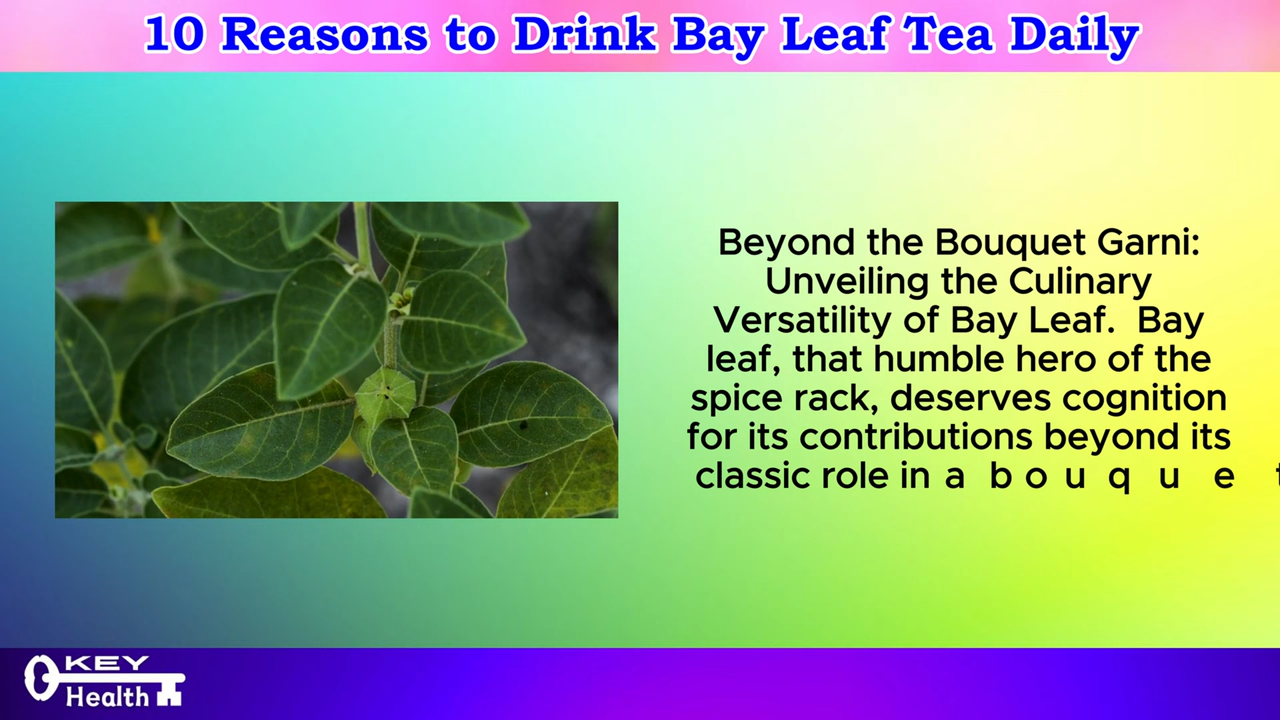 10 Reasons to Drink Bay Leaf Tea Daily
Beyond the Bouquet Garni:
Unveiling the Culinary
Versatility of Bay Leaf.  Bay
leaf, that humble hero of the
spice rack, deserves cognition
for its contributions beyond its
classic role in a b o u q u e t
KEY
Health